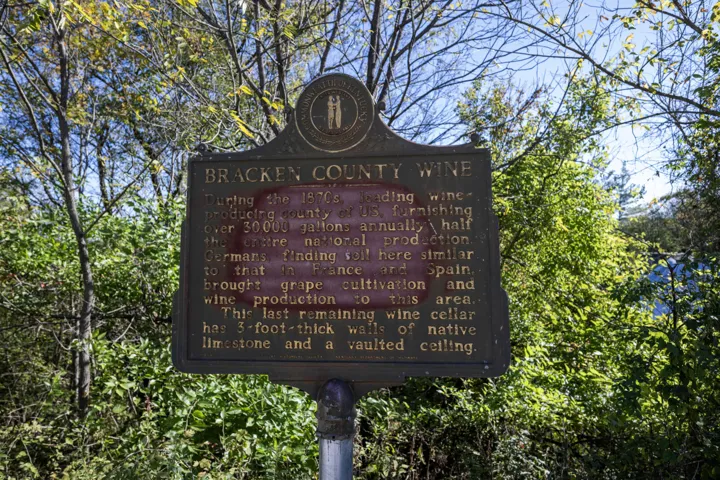 BRACKEN COUNTY WINE
During the 1870s, leading wine-
producing county of U.S., furnishing
over 30,000 gallons annually, half
the entire national production.
Germans, finding soil here similar
to that in France and Spain,
brought grape cultivation and
wine production to this area.
This last remaining wine cellar
has 3-foot-thick walls of native
limestone and a vaulted ceiling.